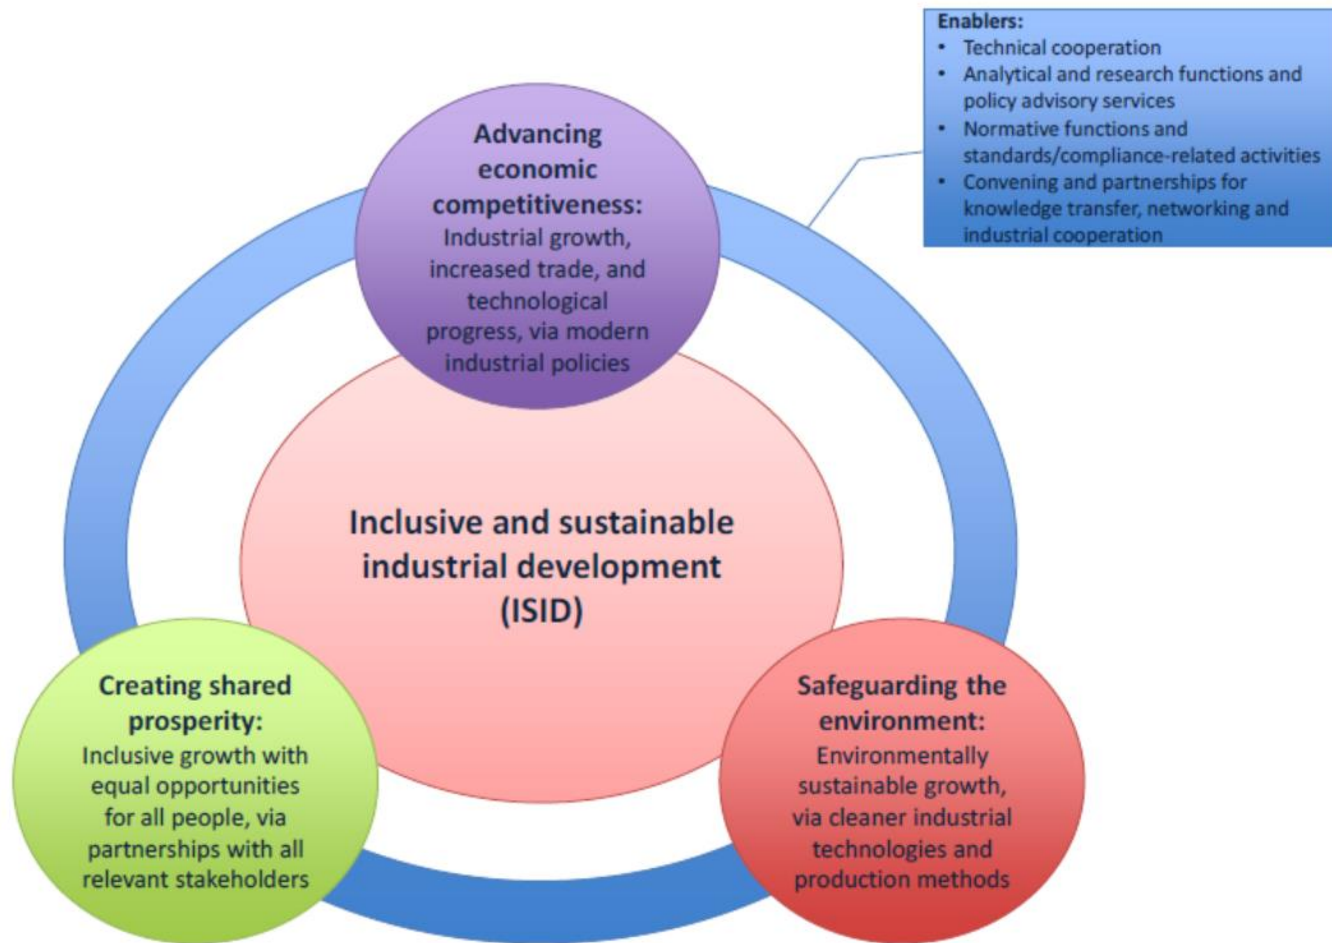 Enablers:
• Technical cooperation
• Analytical and research functions and
policy advisory services
• Normative functions and
standards/compliance-related activities
• Convening and partnerships for
knowledge transfer, networking and
industrial cooperation
Advancing
economic
competitiveness:
Industrial growth,
increased trade, and
technological
progress, via modern
industrial policies
Inclusive and sustainable
industrial development
(ISID)
Creating shared
prosperity:
Inclusive growth with
equal opportunities
for all people, via
partnerships with all
relevant stakeholders
Safeguarding the
environment:
Environmentally
sustainable growth,
via cleaner industrial
technologies and
production methods